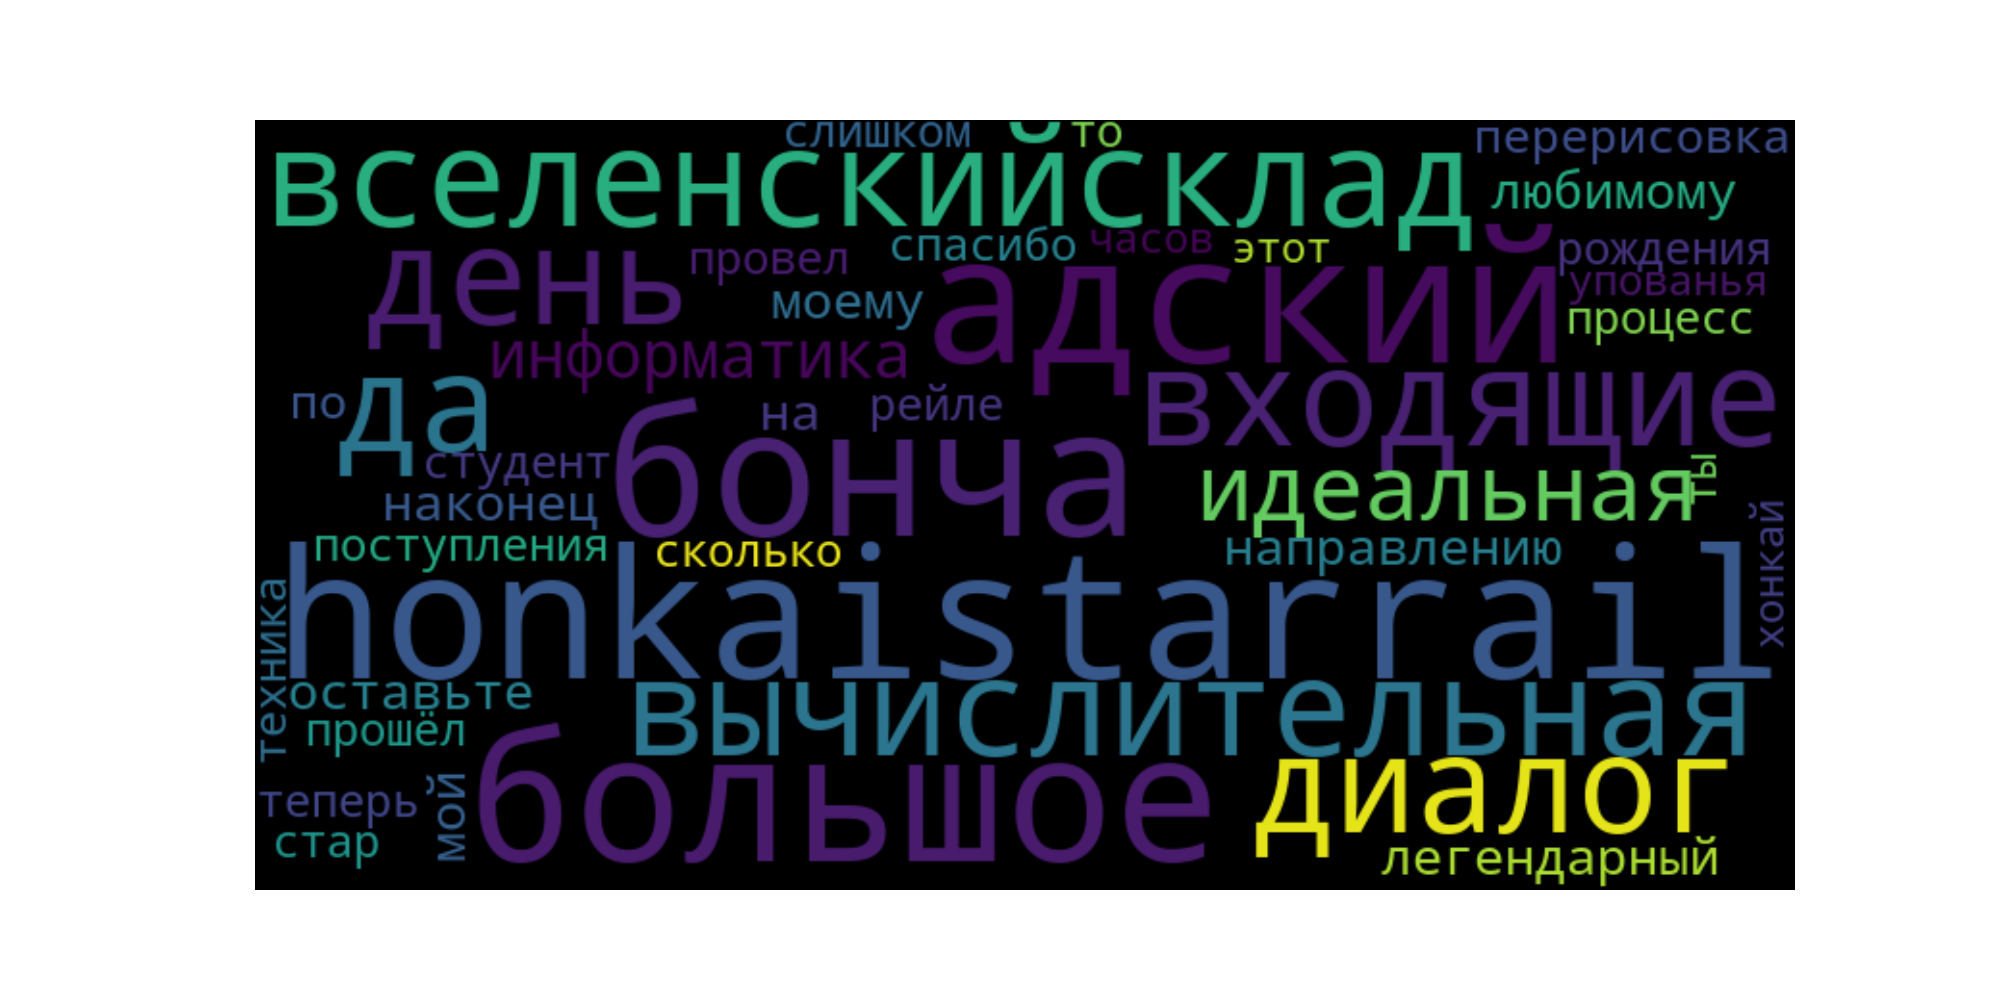 слишком то перерисовка
вселенскийсклад любимому
день провел спасибо часов этот рождения
моему адский упованья
процесс
информатика
по да на рейле входящие
студент бонча идеальная ты
наконец
поступления сколько направлению хонкай
honkaistarrail
техника оставьте вычислительная
прошёл
теперь мой большое диалог
стар легендарный